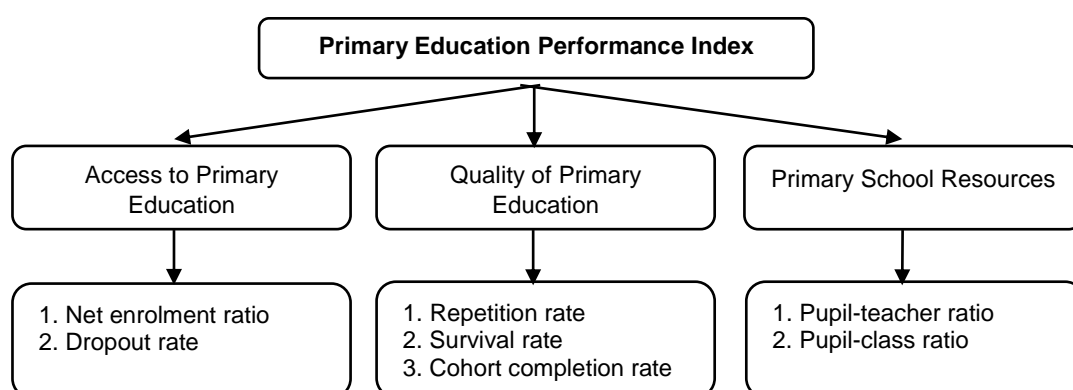 Primary Education Performance Index
Access to Primary
Education
Quality of Primary
Education
Primary School Resources
1. Net enrolment ratio
2. Dropout rate
1. Repetition rate
2. Survival rate
3. Cohort completion rate
1. Pupil-teacher ratio
2. Pupil-class ratio